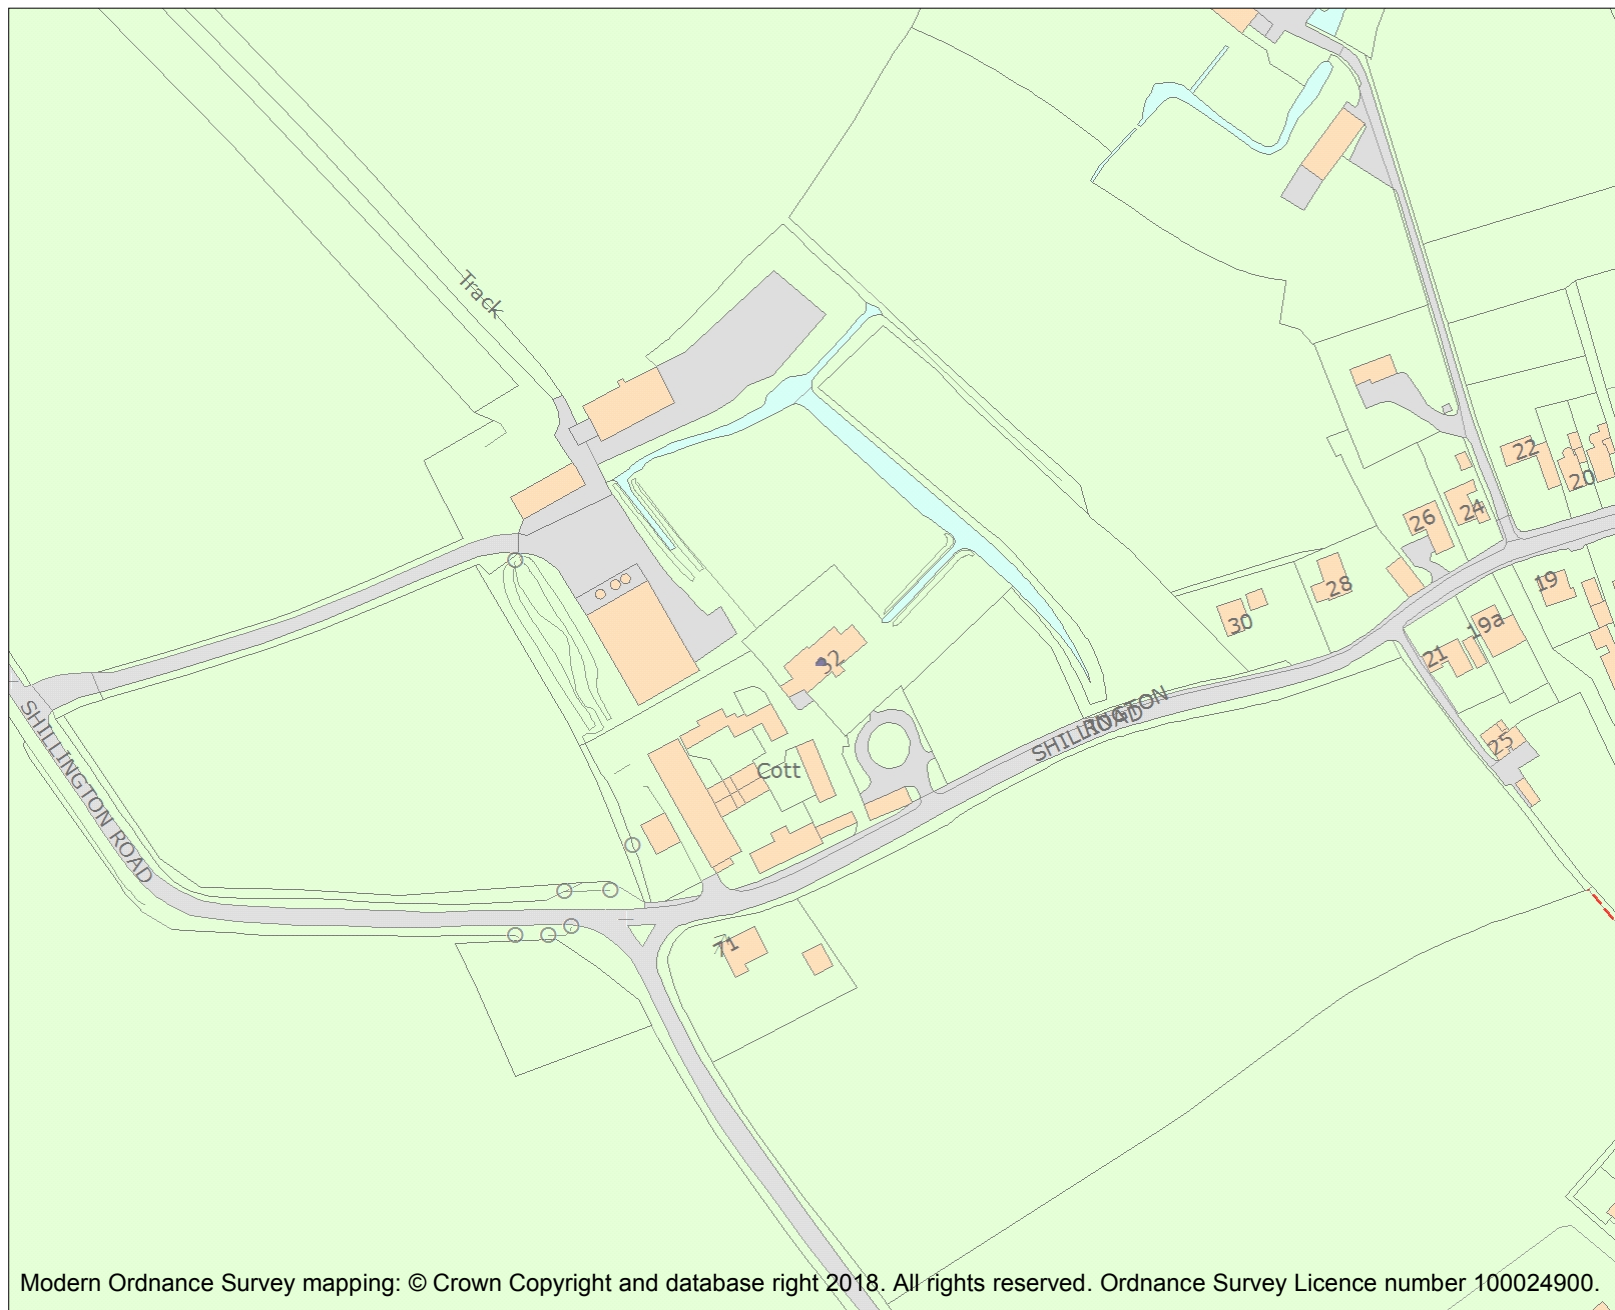 Track
22
20
24
26
19
28
19a
30
21
32
SHILLINGTON ROAD
SHILLINGTON
ROAD
25
Cott
71
Modern Ordnance Survey mapping: © Crown Copyright and database right 2018. All rights reserved. Ordnance Survey Licence number 100024900.